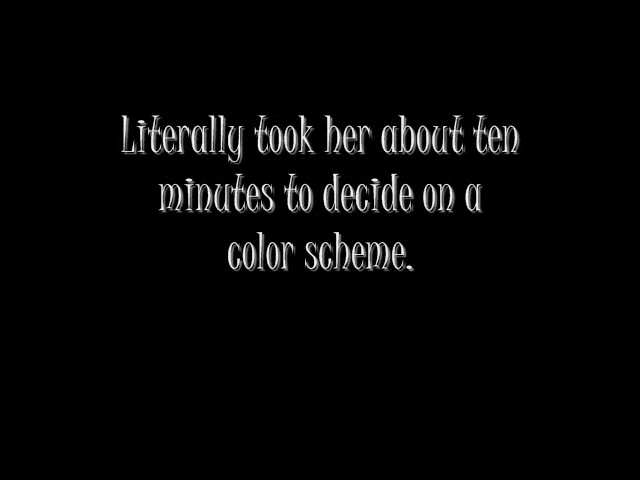 Literally took her about ten
minutes to decide on a
color scheme.